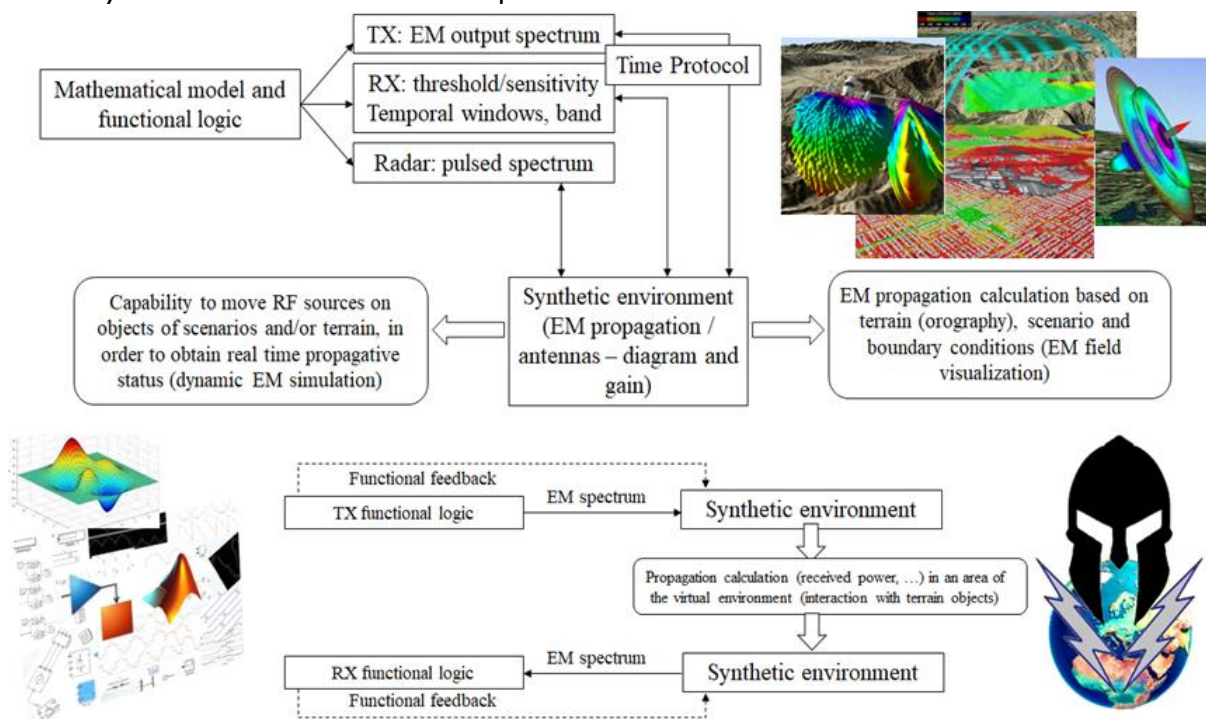 TX: EM output spectrum
Time Protocol
Mathematical model and
functional logic
RX: threshold/sensitivity
Temporal windows, band
Radar: pulsed spectrum
Capability to move RF sources on
objects of scenarios and/or terrain, in
order to obtain real time propagative
status (dynamic EM simulation)
Synthetic environment
(EM propagation /
antennas – diagram and
gain)
EM propagation calculation based on
terrain (orography), scenario and
boundary conditions (EM field
visualization)
Functional feedback
TX functional logic
EM spectrum
Synthetic environment
Propagation calculation (received power, ...) in an area of
the virtual environment (interaction with terrain objects)
RX functional logic
EM spectrum
Synthetic environment
Functional feedback